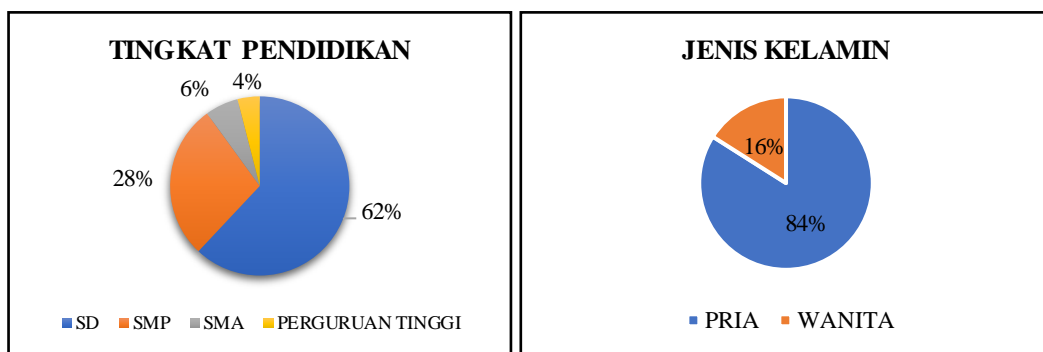 TINGKAT PENDIDIKAN
6%
4%
28%
62%
SD SMP SMA PERGURUAN TINGGI
JENIS KELAMIN
16%
84%
PRIA WANITA